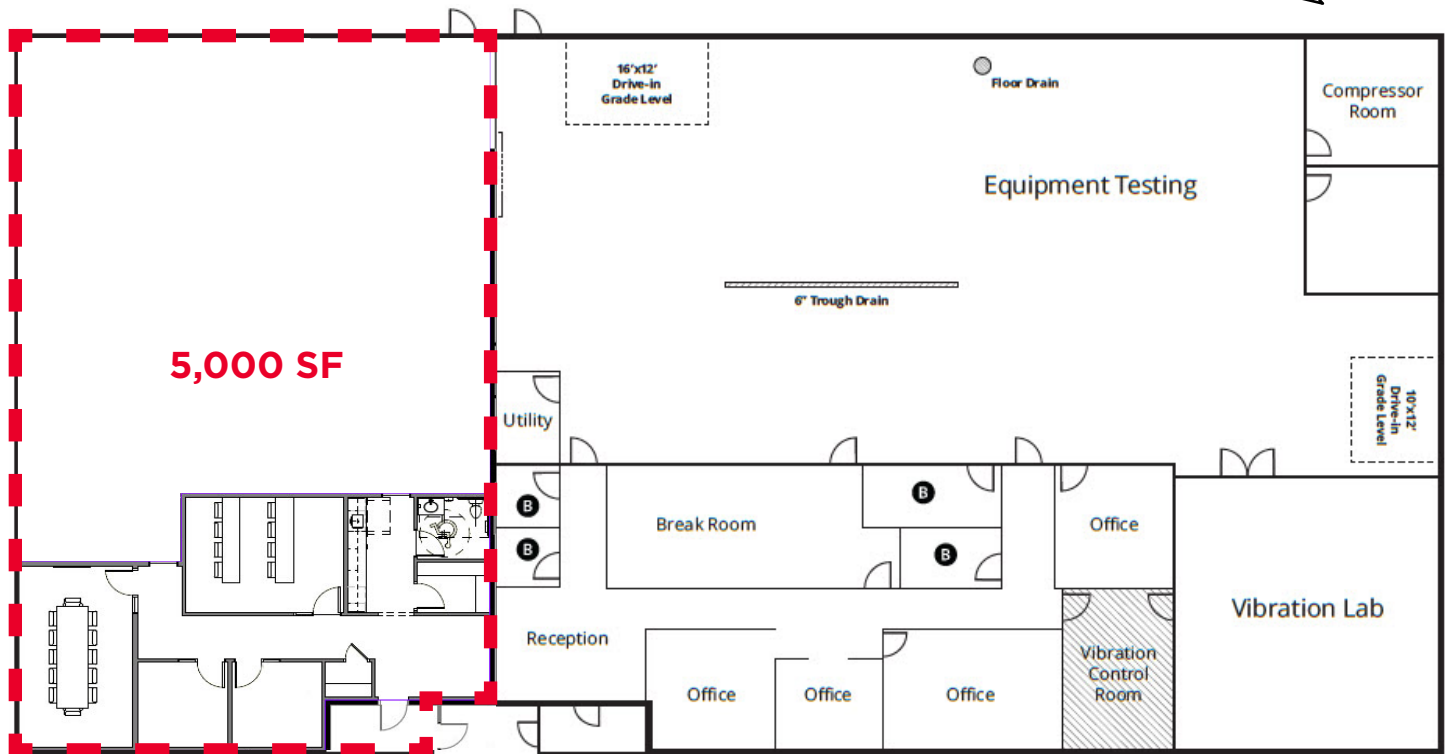 16'x12'
Drive-in
Grade Level
Floor Drain
Compressor
Room
Equipment Testing
6" Trough Drain
5,000 SF
10'x12'
Drive-in
Grade Level
Utility
B
B
Break Room
B
B
Office
Vibration Lab
Reception
Vibration
Control
Room
Office
Office
Office